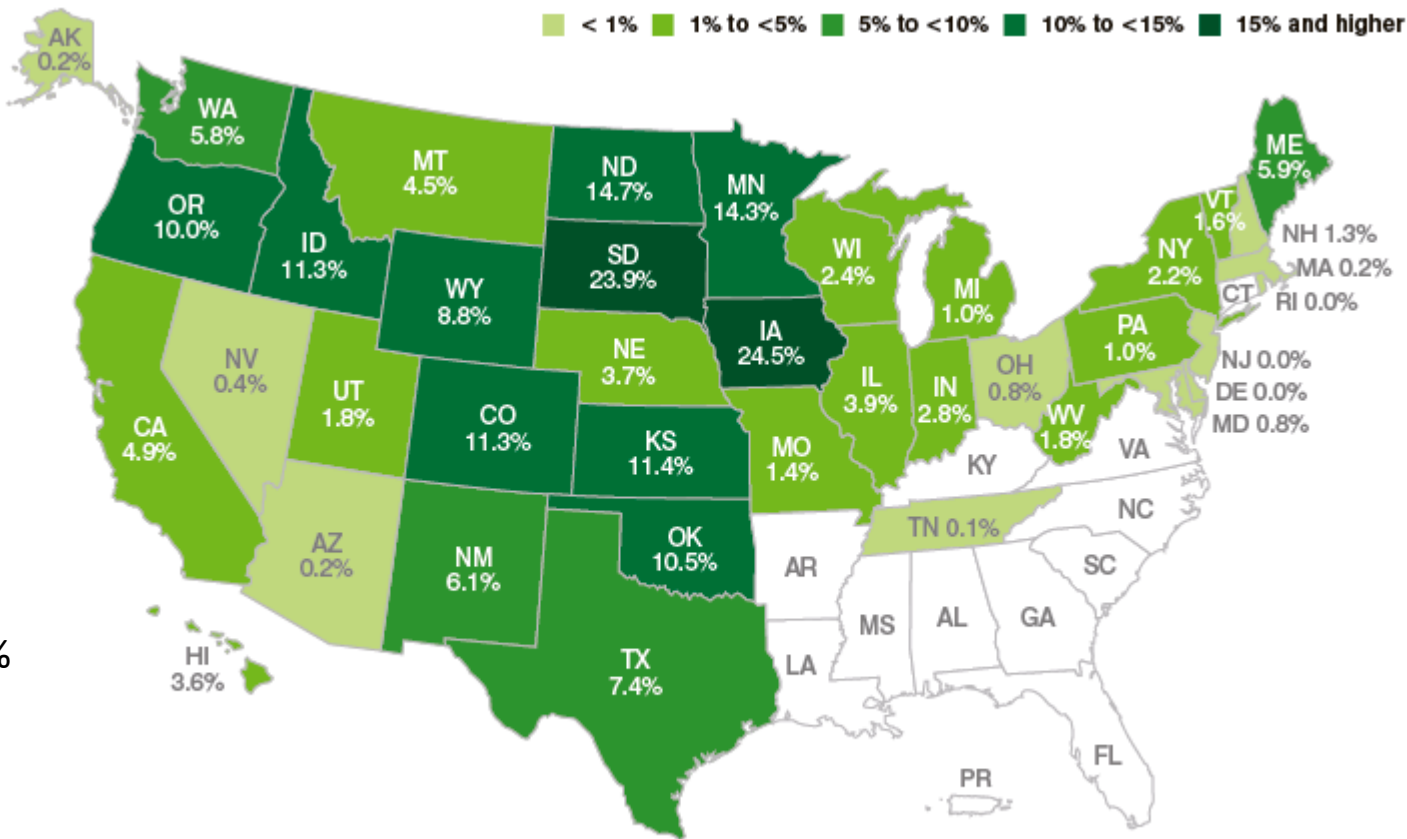 < 1% 1% to <5% 5% to <10% 10% to <15% 15% and higher
AK
0.2%
WA
5.8%
MT
4.5%
ND
14.7%
MN
14.3%
ME
5.9%
OR
10.0%
ID
11.3%
WY
8.8%
SD
23.9%
WI
2.4%
MI
1.0%
NY
2.2%
VT
1.6%
NH 1.3%
MA 0.2%
CT
RI 0.0%
NV
0.4%
UT
1.8%
NE
3.7%
IA
24.5%
IL
3.9%
IN
2.8%
OH
0.8%
PA
1.0%
NJ 0.0%
DE 0.0%
MD 0.8%
CA
4.9%
CO
11.3%
KS
11.4%
MO
1.4%
WV
1.8%
VA
KY
NC
TN 0.1%
AZ
0.2%
NM
6.1%
OK
10.5%
AR
SC
MS
AL
GA
LA
TX
7.4%
%
HI
3.6%
FL
PR